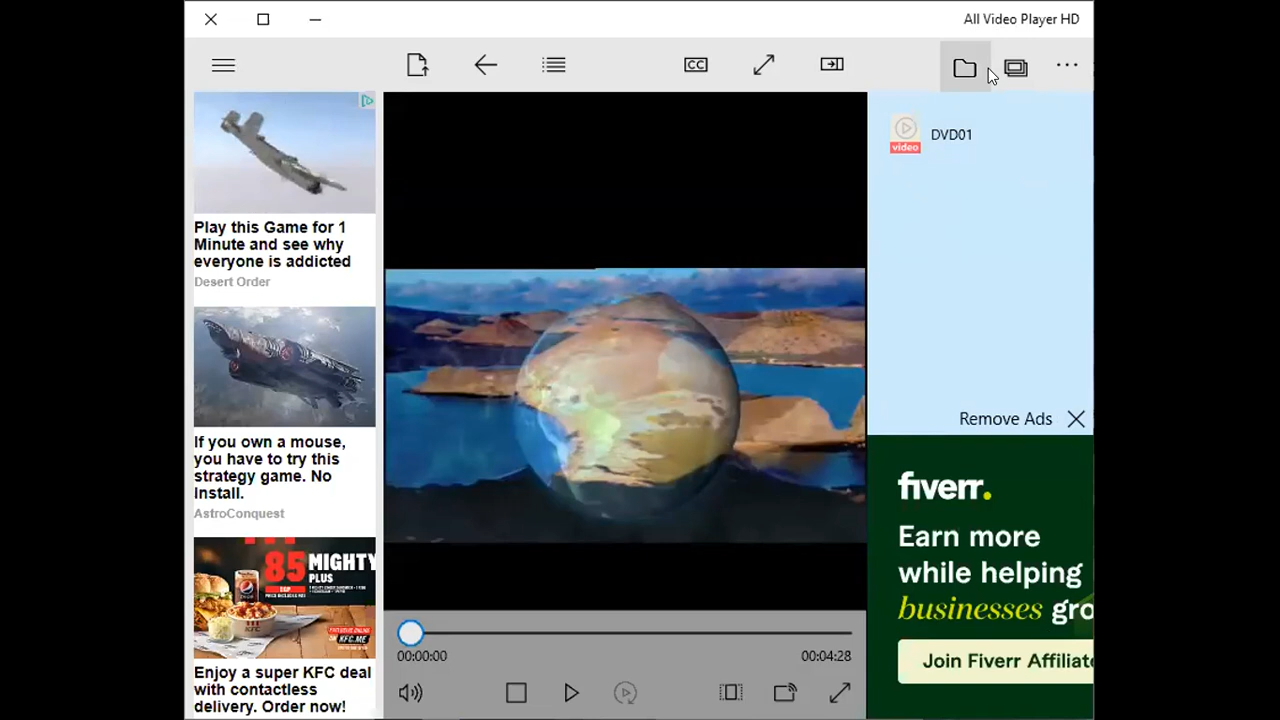 All Video Player HD
CC
DVD01
video
Remove Ads
Play this Game for 1
Minute and see why
everyone is addicted
Desert Order
If you own a mouse,
you have to try this
strategy game. No
install.
AstroConquest
85 MIGHTY
PLUS
Enjoy a super KFC deal
with contactless
delivery. Order now!
00:00:00
00:04:28
fiverr.
Earn more
while helping
businesses gro
Join Fiverr Affiliate